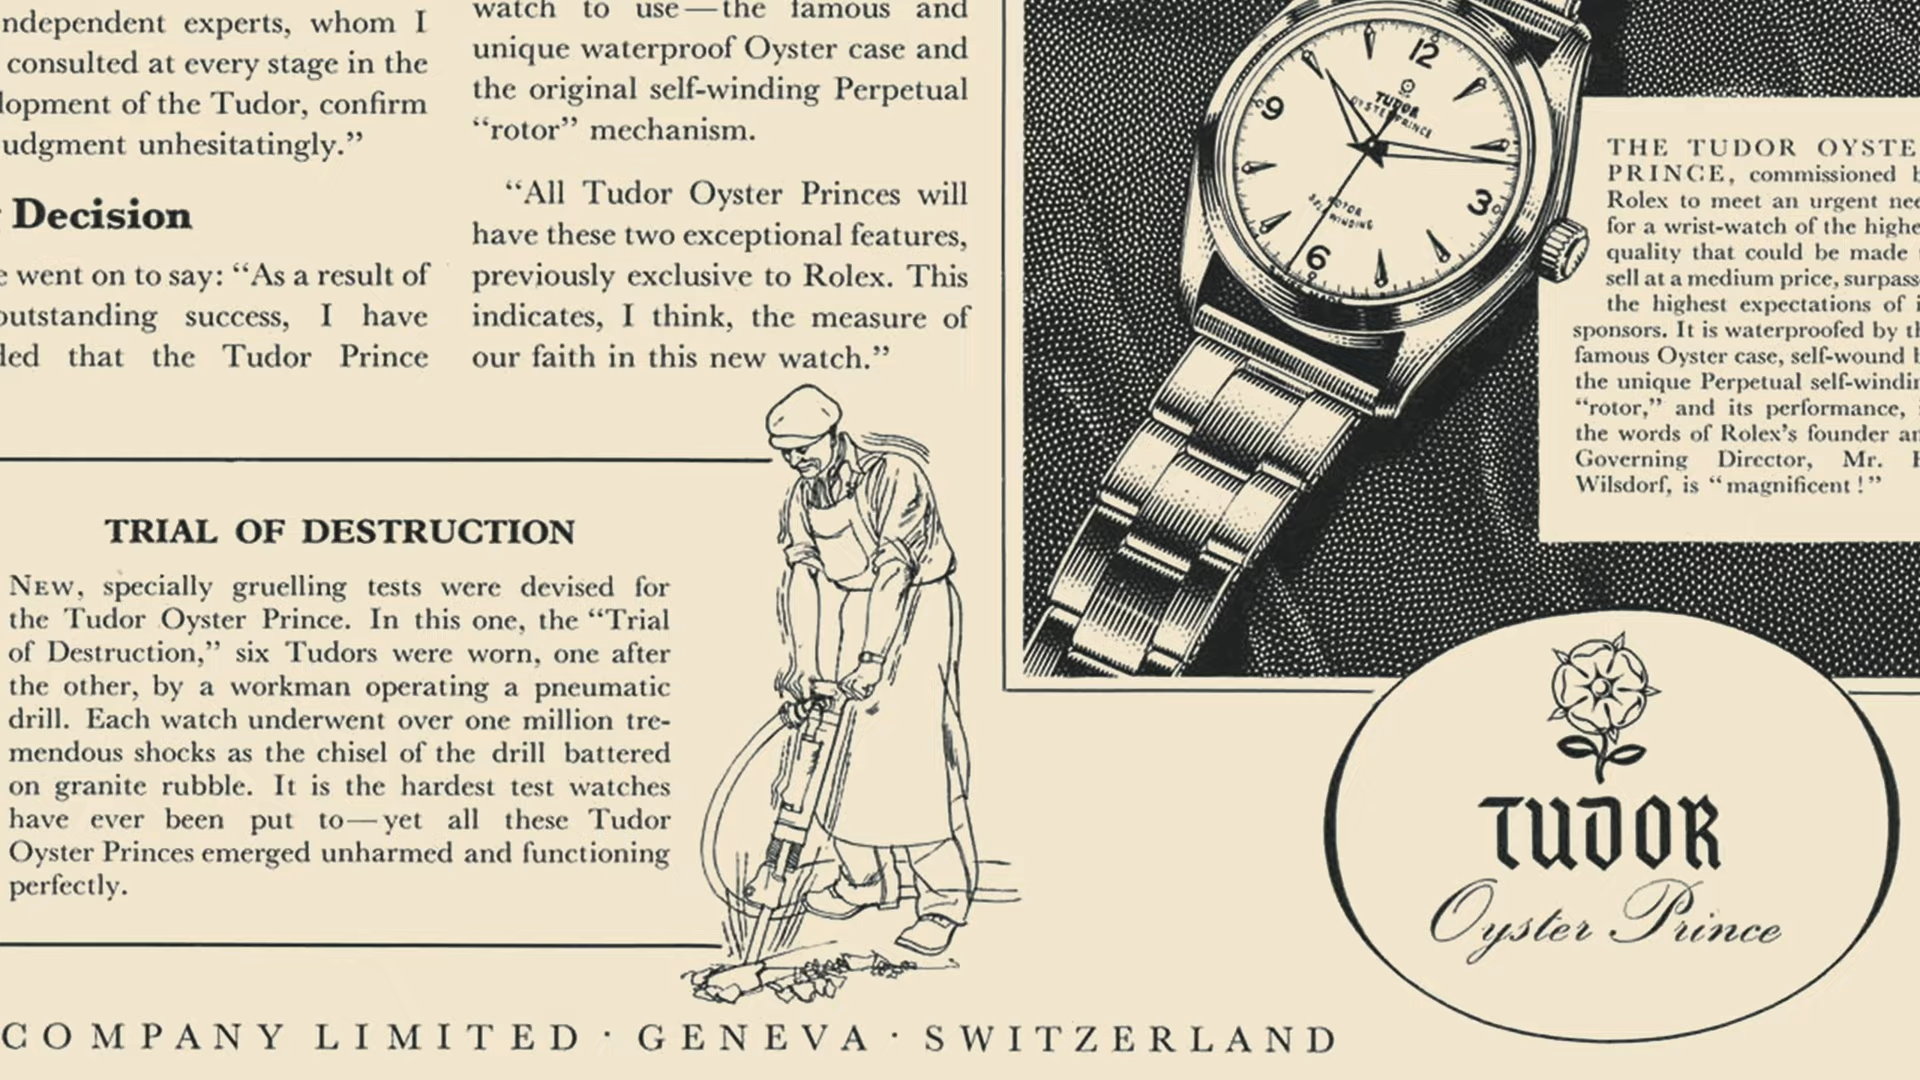 ndependent experts, whom I
consulted at every stage in the
lopment of the Tudor, confirm
udgment unhesitatingly.”
Decision
e went on to say: “As a result of
outstanding success, I have
ded that the Tudor Prince
watch to use—the famous and
unique waterproof Oyster case and
the original self-winding Perpetual
“rotor” mechanism.
“All Tudor Oyster Princes will
have these two exceptional features,
previously exclusive to Rolex. This
indicates, I think, the measure of
our faith in this new watch.”
TRIAL OF DESTRUCTION
NEW, specially gruelling tests were devised for
the Tudor Oyster Prince. In this one, the “Trial
of Destruction,” six Tudors were worn, one after
the other, by a workman operating a pneumatic
drill. Each watch underwent over one million tre-
mendous shocks as the chisel of the drill battered
on granite rubble. It is the hardest test watches
have ever been put to—yet all these Tudor
Oyster Princes emerged unharmed and functioning
perfectly.
12
9
3
6
TUDOR
OYSTER PRINCE
ROTOR
SELF WINDING
THE TUDOR OYSTE
PRINCE, commissioned b
Rolex to meet an urgent nee
for a wrist-watch of the highe
quality that could be made
sell at a medium price, surpass
the highest expectations of i
sponsors. It is waterproofed by th
famous Oyster case, self-wound b
the unique Perpetual self-windin
“rotor,” and its performance,
the words of Rolex’s founder an
Governing Director, Mr. H
Wilsdorf, is “magnificent!”
TUDOR
Oyster Prince
COMPANY LIMITED · GENEVA · SWITZERLAND